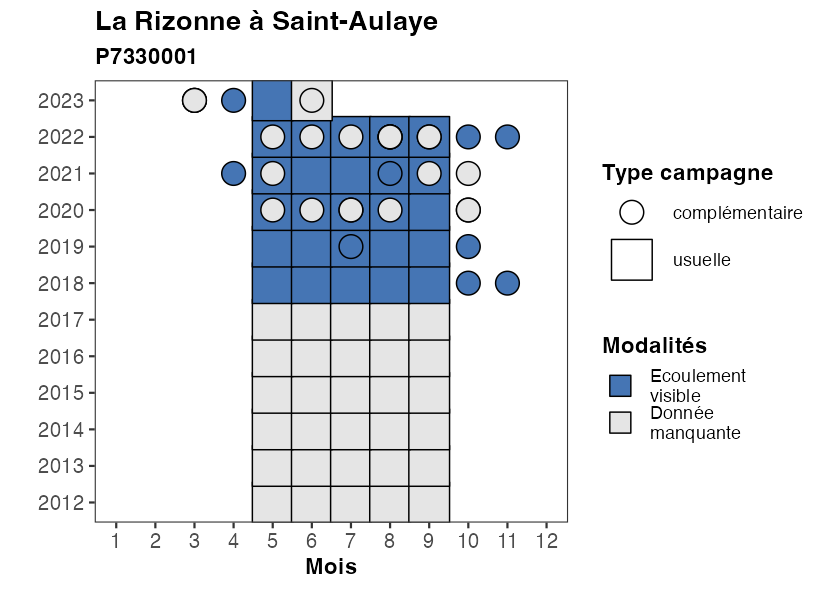 La Rizonne à Saint-Aulaye
P7330001
2023
2022
2021
2020
2019
2018
2017
2016
2015
2014
2013
2012
1 2 3 4 5 6 7 8 9 10 11 12
Mois
Type campagne
complémentaire
usuelle
Modalités
Ecoulement
visible
Donnée
manquante